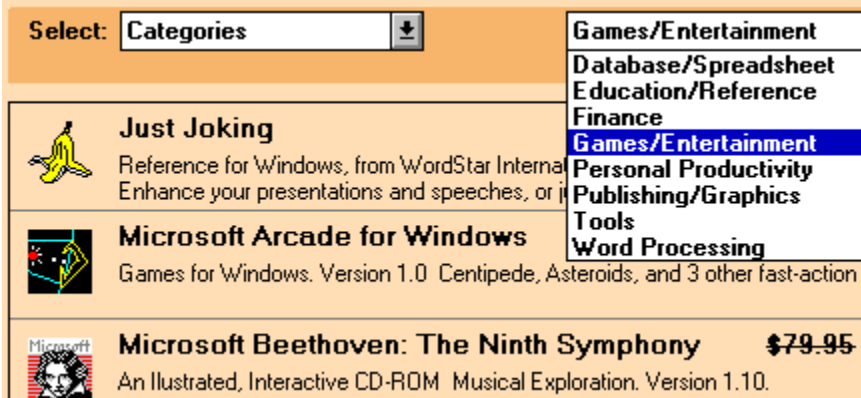 Select: Categories
Games/Entertainment
Database/Spreadsheet
Education/Reference
Finance
Games/Entertainment
Personal Productivity
Publishing/Graphics
Tools
Word Processing
Just Joking
Reference for Windows, from WordStar Interna
Enhance your presentations and speeches, or j
Microsoft Arcade for Windows
Games for Windows. Version 1.0 Centipede, Asteroids, and 3 other fast-action
Microsoft
Microsoft Beethoven: The Ninth Symphony $79.95
An Ilustrated, Interactive CD-ROM Musical Exploration. Version 1.10.